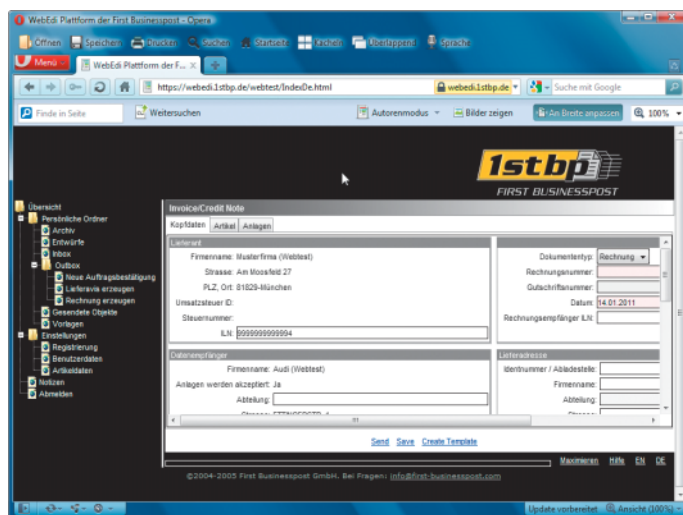 WebEdi Plattform der First Businesspost - Opera
Öffnen Speichern Drucken Suchen Startseite Kacheln Überlappend Sprache
Menü WebEdi Plattform der F...
https://webedi.1stbp.de/webtest/IndexDe.html webedi.1stbp.de Suche mit Google
Finde in Seite Weitersuchen Autorenmodus Bilder zeigen An Breite anpassen 100%
1stbp
FIRST BUSINESSPOST
Übersicht
Persönliche Ordner
Archiv
Entwürfe
Inbox
Outbox
Neue Auftragsbestätigung
Lieferavis erzeugen
Rechnung erzeugen
Gesendete Objekte
Vorlagen
Einstellungen
Registrierung
Benutzerdaten
Artikeldaten
Notizen
Abmelden
Invoice/Credit Note
Kopfdaten Artikel Anlagen
Lieferant
Firmenname: Musterfirma (Webtest)
Strasse: Am Moosfeld 27
PLZ, Ort: 81829-München
Umsatzsteuer ID:
Steuernummer:
ILN: 9999999999994
Dokumententyp: Rechnung
Rechnungsnummer:
Gutschriftsnummer:
Datum: 14.01.2011
Rechnungsempfänger ILN:
Datenempfänger
Firmenname: Audi (Webtest)
Anlagen werden akzeptiert: Ja
Abteilung:
Lieferadresse
Identnummer / Abladestelle:
Firmenname:
Abteilung:
Send Save Create Template
Maximieren Hilfe EN DE
©2004-2005 First Businesspost GmbH. Bei Fragen: info@first-businesspost.com
Update vorbereitet Ansicht (100%)